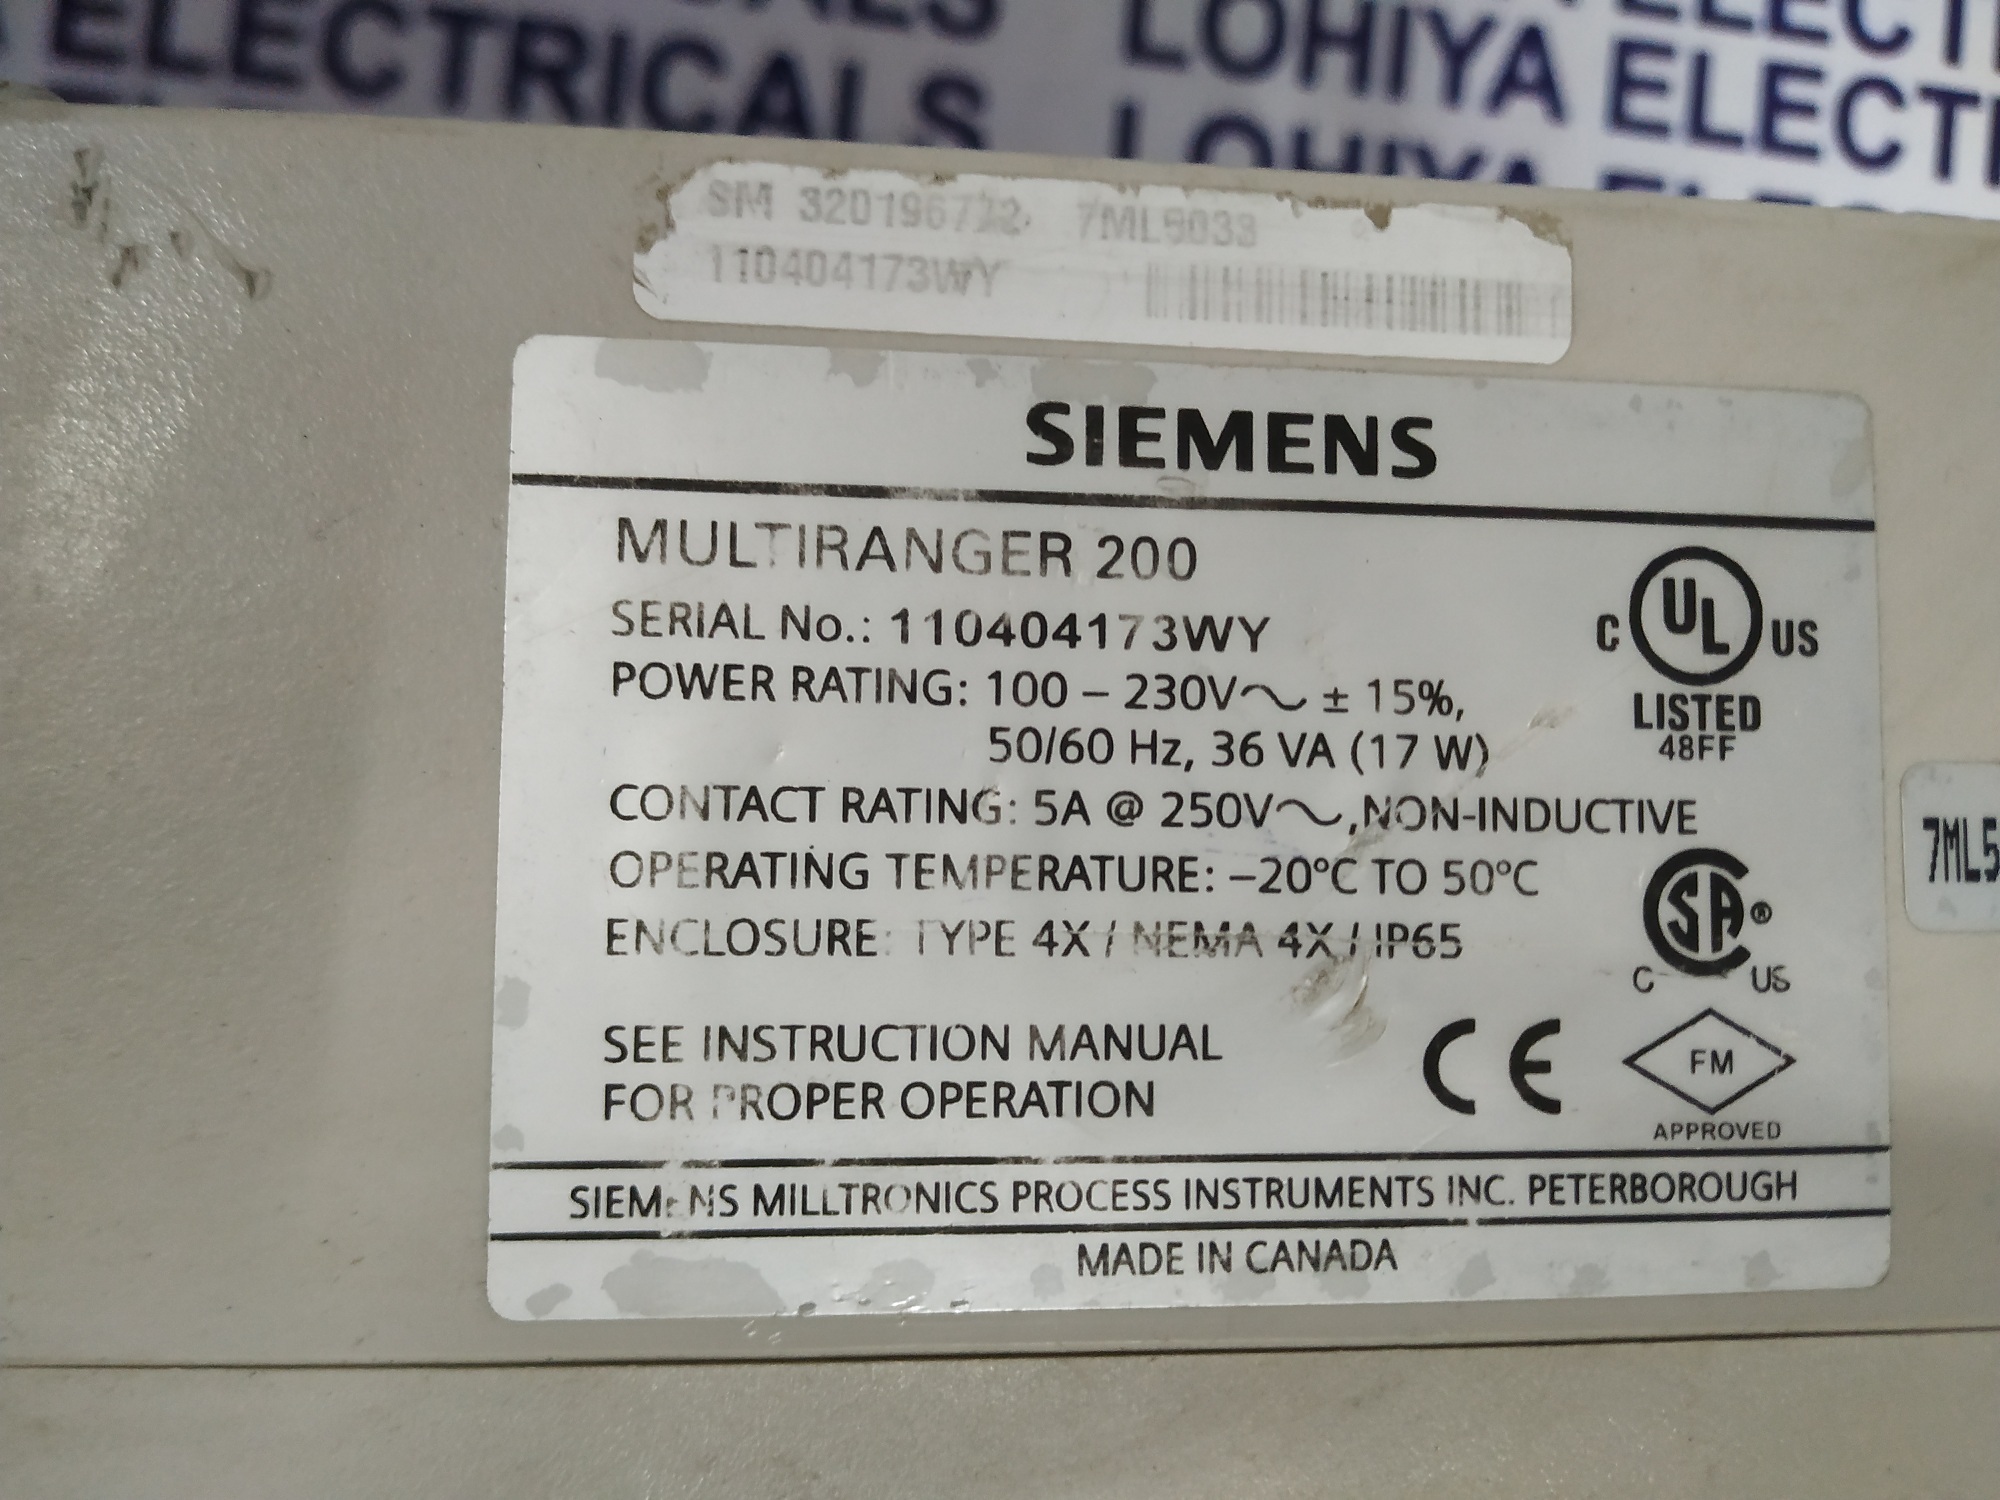 ELECTRICALS
LOHIYA ELECTR
SM 7ML5033
110404173WY
SIEMENS
MULTIRANGER 200
SERIAL No.: 110404173WY
POWER RATING: 100 – 230V～ ± 15%,
50/60 Hz, 36 VA (17 W)
CONTACT RATING: 5A @ 250V～,NON-INDUCTIVE
OPERATING TEMPERATURE: –20°C TO 50°C
ENCLOSURE: TYPE 4X / NEMA 4X / IP65
C UL US
LISTED
48FF
SA ®
C US
7ML5
SEE INSTRUCTION MANUAL
FOR PROPER OPERATION
CE
FM
APPROVED
SIEMENS MILLTRONICS PROCESS INSTRUMENTS INC. PETERBOROUGH
MADE IN CANADA